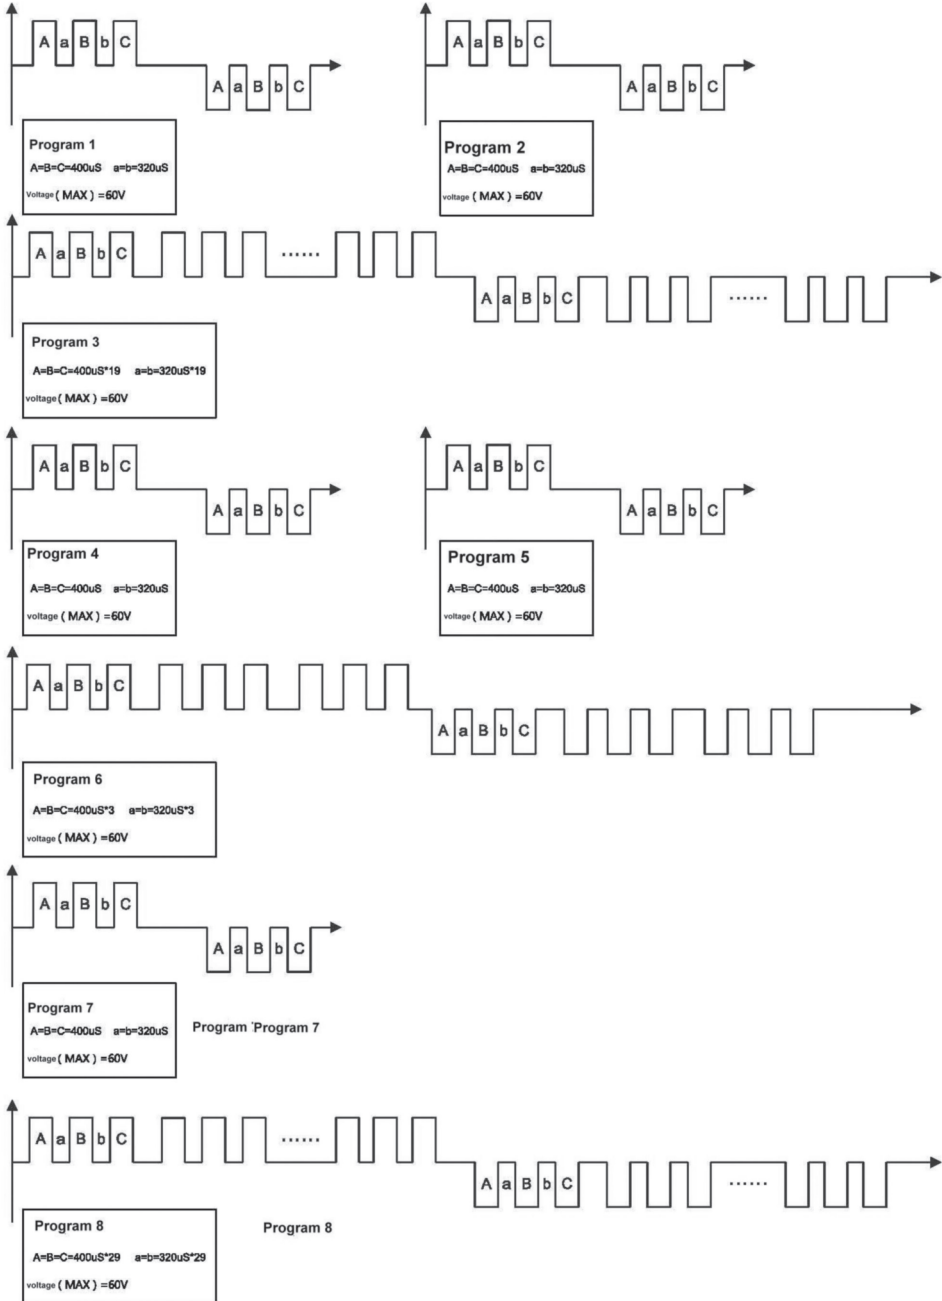 A a B b C
A a B b C
Program 1
A=B=C=400uS a=b=320uS
Voltage ( MAX ) =60V
A a B b C
A a B b C
Program 2
A=B=C=400uS a=b=320uS
voltage ( MAX ) =60V
A a B b C ......
A a B b C ......
Program 3
A=B=C=400uS*19 a=b=320uS*19
voltage ( MAX ) =60V
A a B b C
A a B b C
Program 4
A=B=C=400uS a=b=320uS
voltage ( MAX ) =60V
A a B b C
A a B b C
Program 5
A=B=C=400uS a=b=320uS
voltage ( MAX ) =60V
A a B b C
A a B b C
Program 6
A=B=C=400uS*3 a=b=320uS*3
voltage ( MAX ) =60V
A a B b C
A a B b C
Program 7
A=B=C=400uS a=b=320uS
voltage ( MAX ) =60V
Program 'Program 7
A a B b C ......
A a B b C ......
Program 8
A=B=C=400uS*29 a=b=320uS*29
voltage ( MAX ) =60V
Program 8